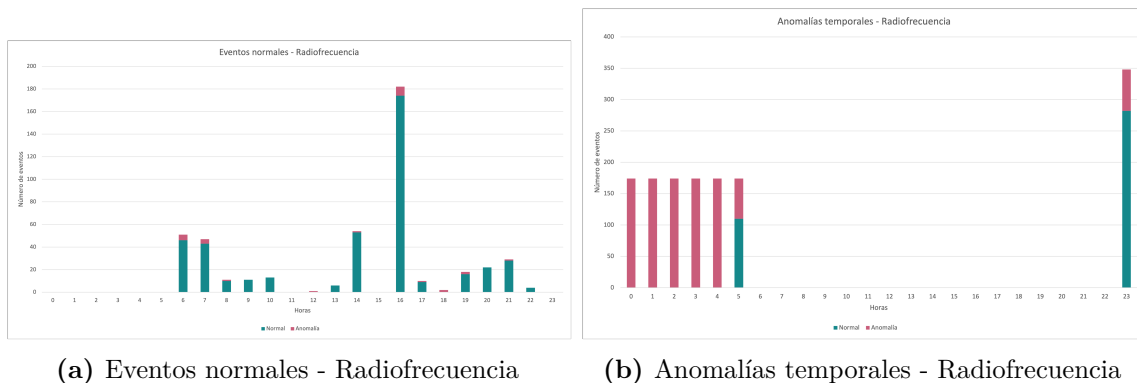 Eventos normales - Radiofrecuencia
Número de eventos
200
180
160
140
120
100
80
60
40
20
0
0 1 2 3 4 5 6 7 8 9 10 11 12 13 14 15 16 17 18 19 20 21 22 23
Horas
Normal Anomalía
(a) Eventos normales - Radiofrecuencia
Anomalías temporales - Radiofrecuencia
Número de eventos
400
350
300
250
200
150
100
50
0
0 1 2 3 4 5 6 7 8 9 10 11 12 13 14 15 16 17 18 19 20 21 22 23
Horas
Normal Anomalía
(b) Anomalías temporales - Radiofrecuencia